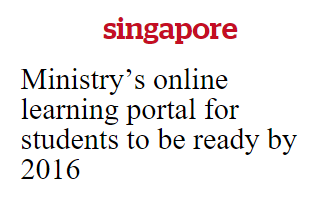 singapore
Ministry’s online
learning portal for
students to be ready by
2016